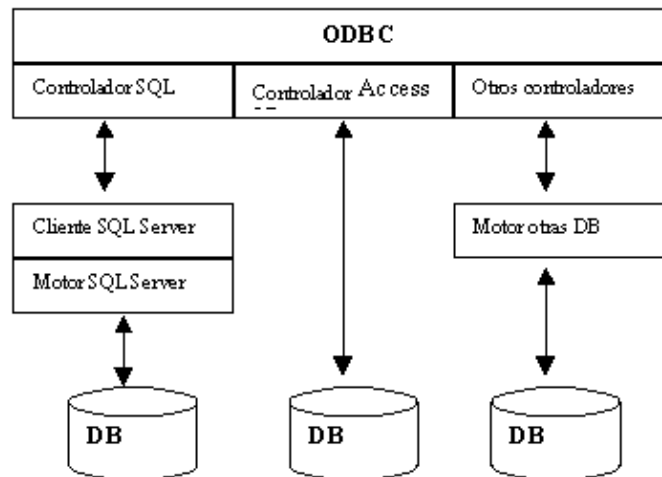 ODBC
Controlador SQL
Controlador Access
Otros controladores
Cliente SQL Server
Motor SQL Server
Motor otras DB
DB
DB
DB